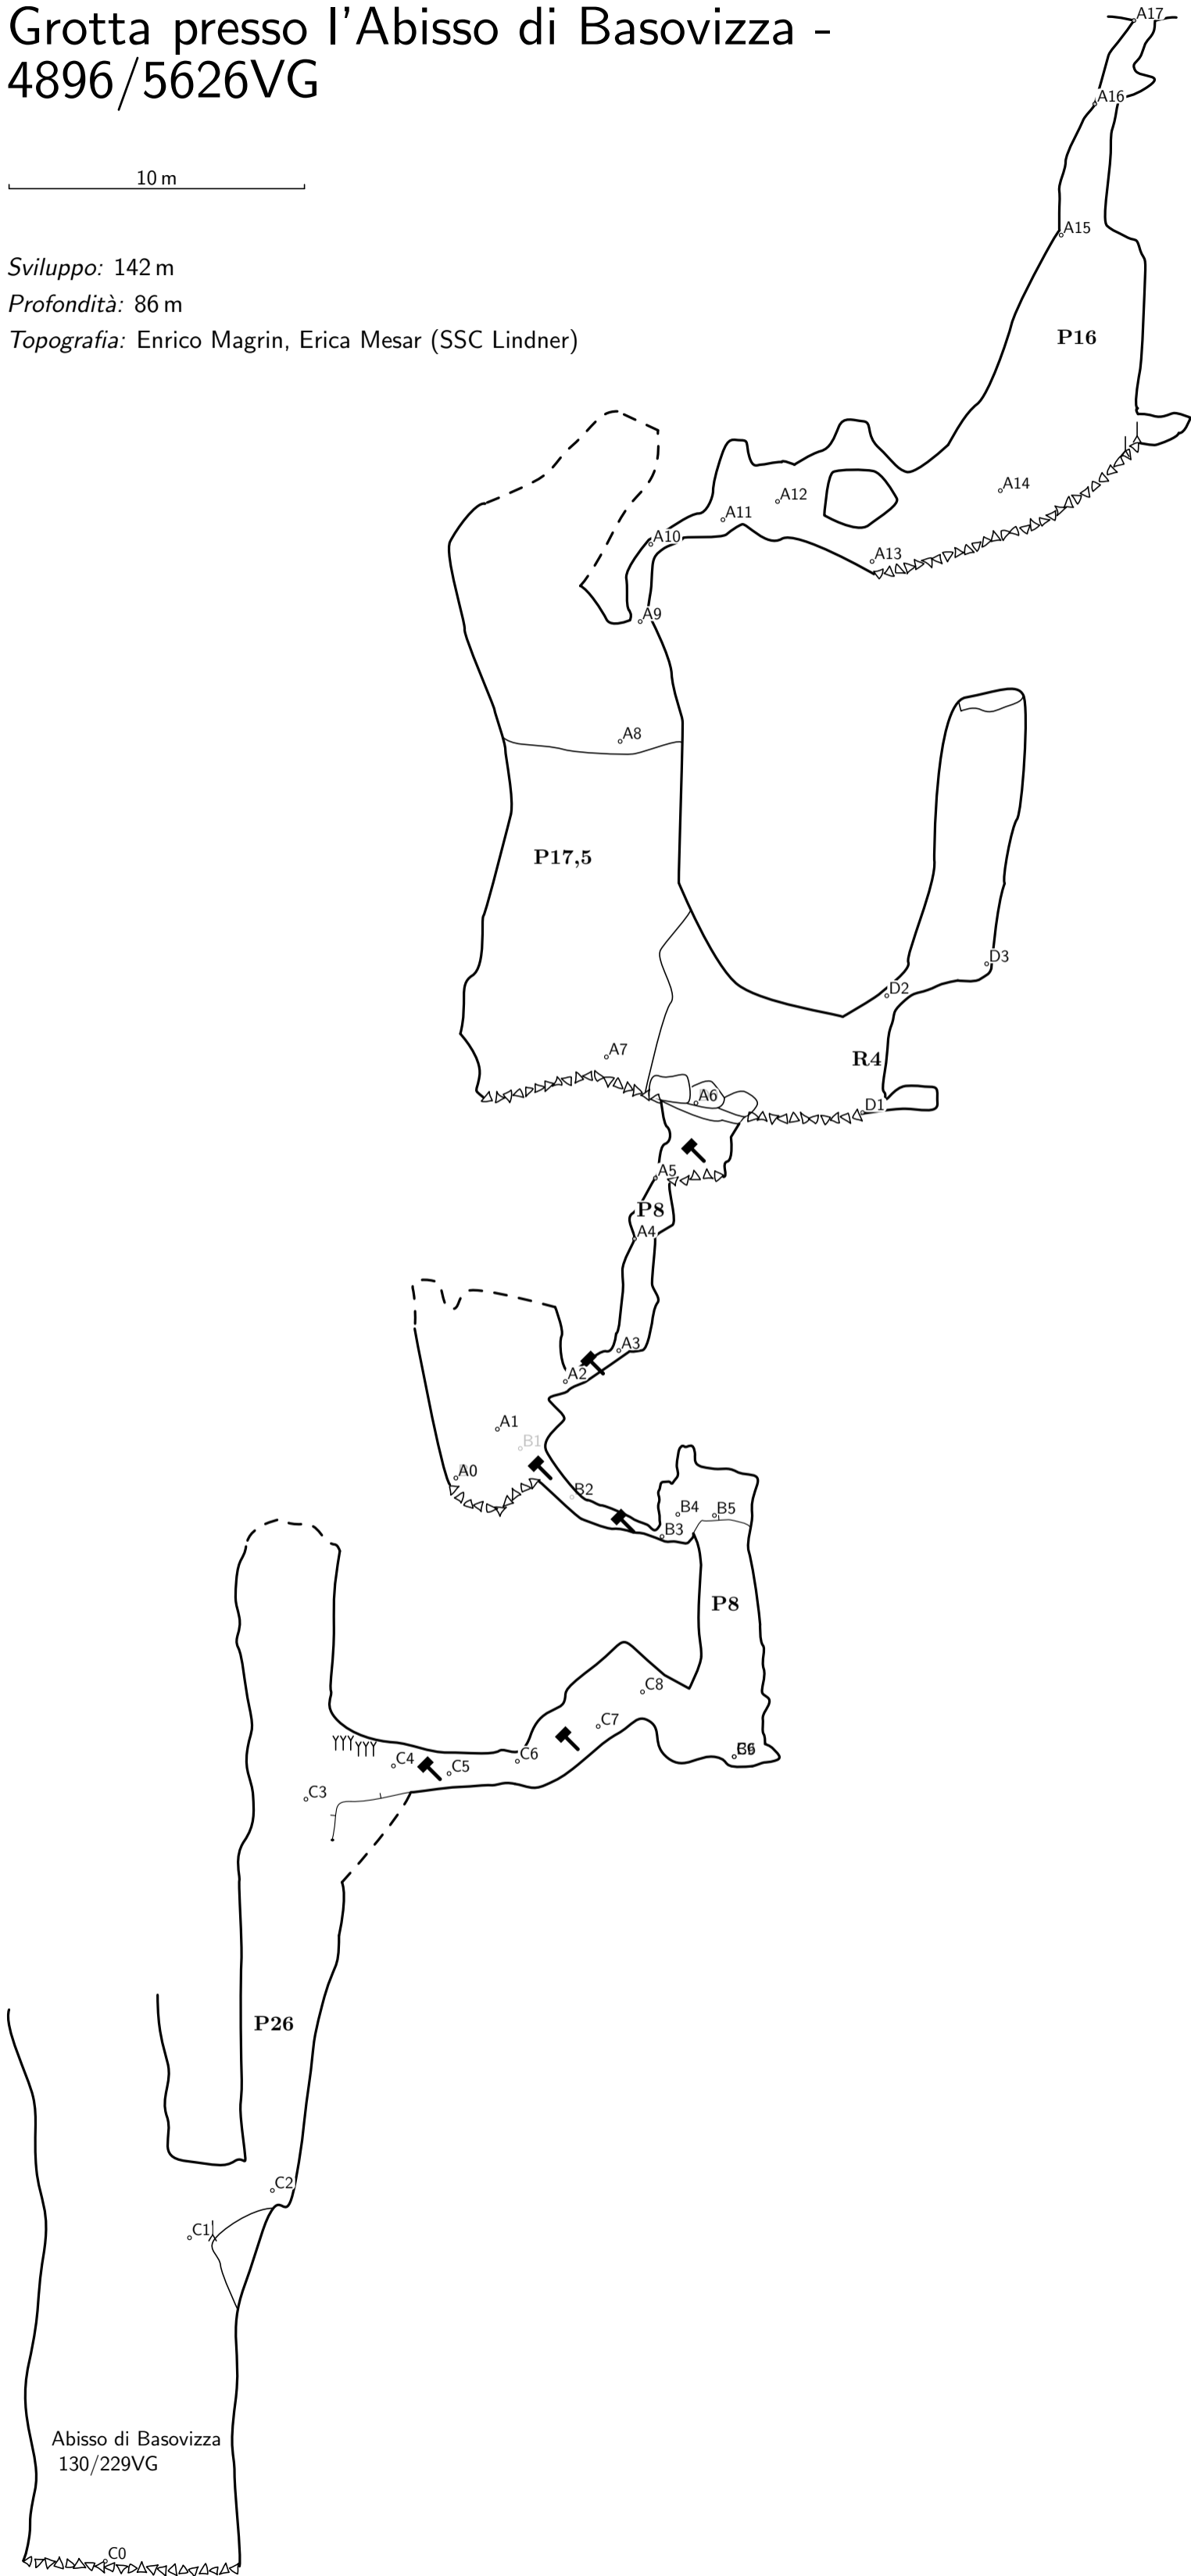 Grotta presso l'Abisso di Basovizza -
4896/5626VG
10 m
Sviluppo: 142 m
Profondità: 86 m
Topografia: Enrico Magrin, Erica Mesar (SSC Lindner)
A17
A16
A15
P16
A14
A12
A11
A10
A13
A9
A8
P17,5
D3
D2
A7
R4
A6
D1
A5
P8
A4
A3
A2
A1
B1
A0
B2
B4
B5
B3
P8
C8
C7
C6
C4
C5
C3
P26
C2
C1
Abisso di Basovizza
130/229VG
C0